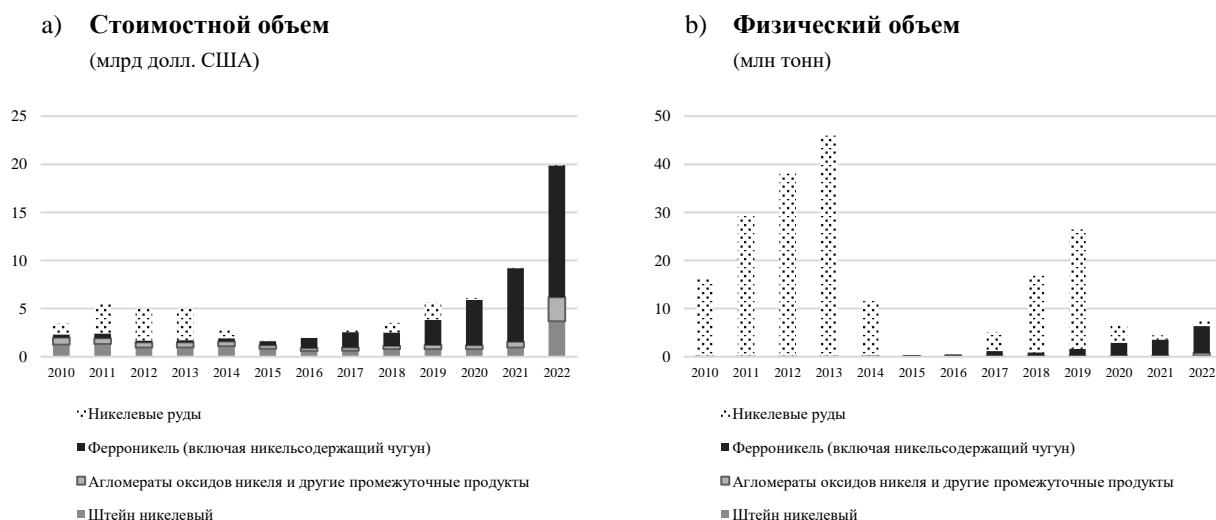 a) Стоимостной объем
(млрд долл. США)
25
20
15
10
5
0
2010 2011 2012 2013 2014 2015 2016 2017 2018 2019 2020 2021 2022
Никелевые руды
Ферроникель (включая никельсодержащий чугун)
Агломераты оксидов никеля и другие промежуточные продукты
Штейн никелевый
b) Физический объем
(млн тонн)
50
40
30
20
10
0
2010 2011 2012 2013 2014 2015 2016 2017 2018 2019 2020 2021 2022
Никелевые руды
Ферроникель (включая никельсодержащий чугун)
Агломераты оксидов никеля и другие промежуточные продукты
Штейн никелевый